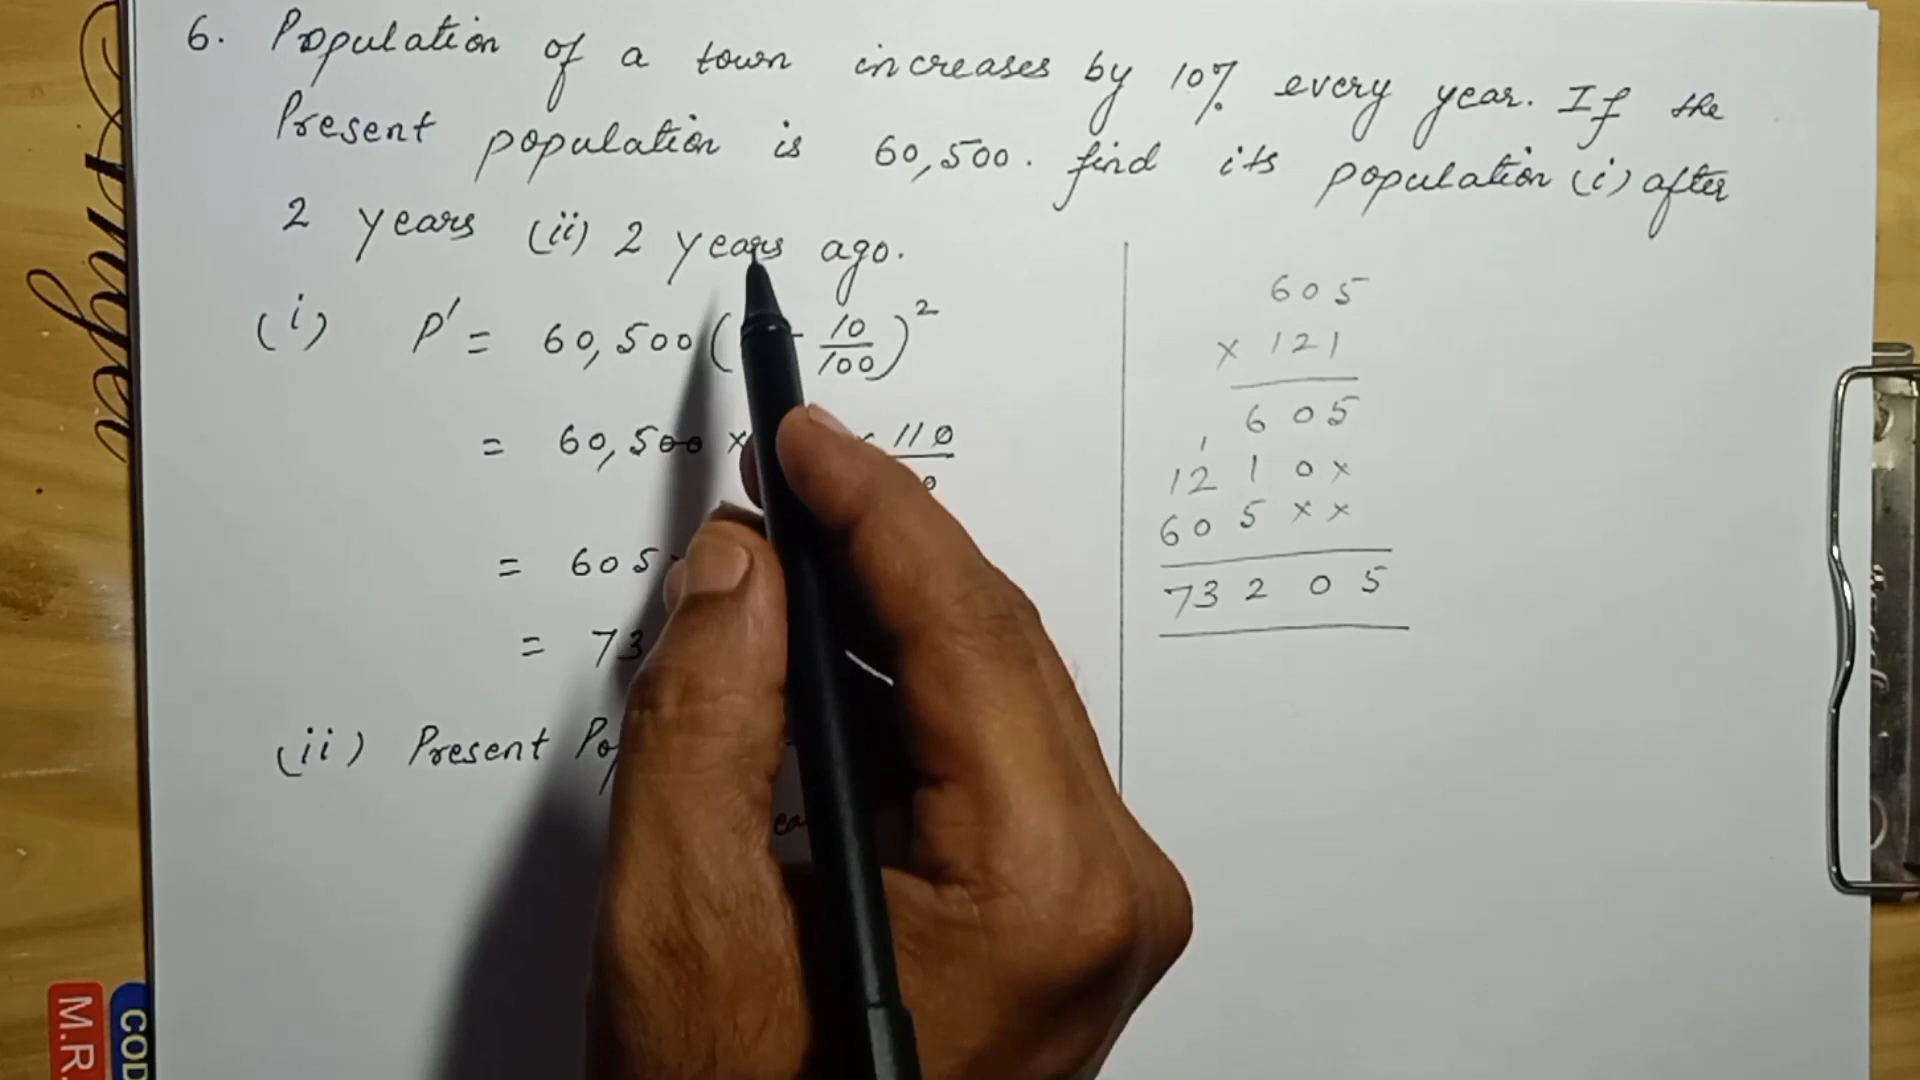 6. Population of a town increases by 10% every year. If the
Present population is 60,500. find its population (i) after
2 years (ii) 2 years ago.
(i) P' = 60,500 ( - 10/100)²
= 60,500 × × 110
= 605
= 73
(ii) Present
605
× 121
605
1
1210×
605××
73205
M.R.
COD